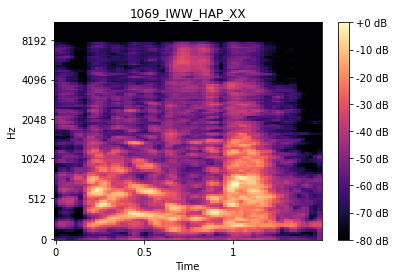 1069_IWW_HAP_XX
+0 dB
8192
-10 dB
4096
-20 dB
-30 dB
2048
Hz
-40 dB
1024
-50 dB
-60 dB
512
-70 dB
0
-80 dB
0
0.5
1
Time